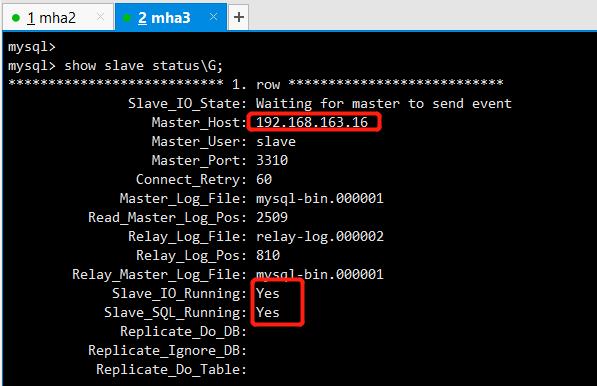 1 mha2 × 2 mha3 × +
mysql>
mysql> show slave status\G;
*************************** 1. row ***************************
Slave_IO_State: Waiting for master to send event
Master_Host: 192.168.163.16
Master_User: slave
Master_Port: 3310
Connect_Retry: 60
Master_Log_File: mysql-bin.000001
Read_Master_Log_Pos: 2509
Relay_Log_File: relay-log.000002
Relay_Log_Pos: 810
Relay_Master_Log_File: mysql-bin.000001
Slave_IO_Running: Yes
Slave_SQL_Running: Yes
Replicate_Do_DB:
Replicate_Ignore_DB:
Replicate_Do_Table: